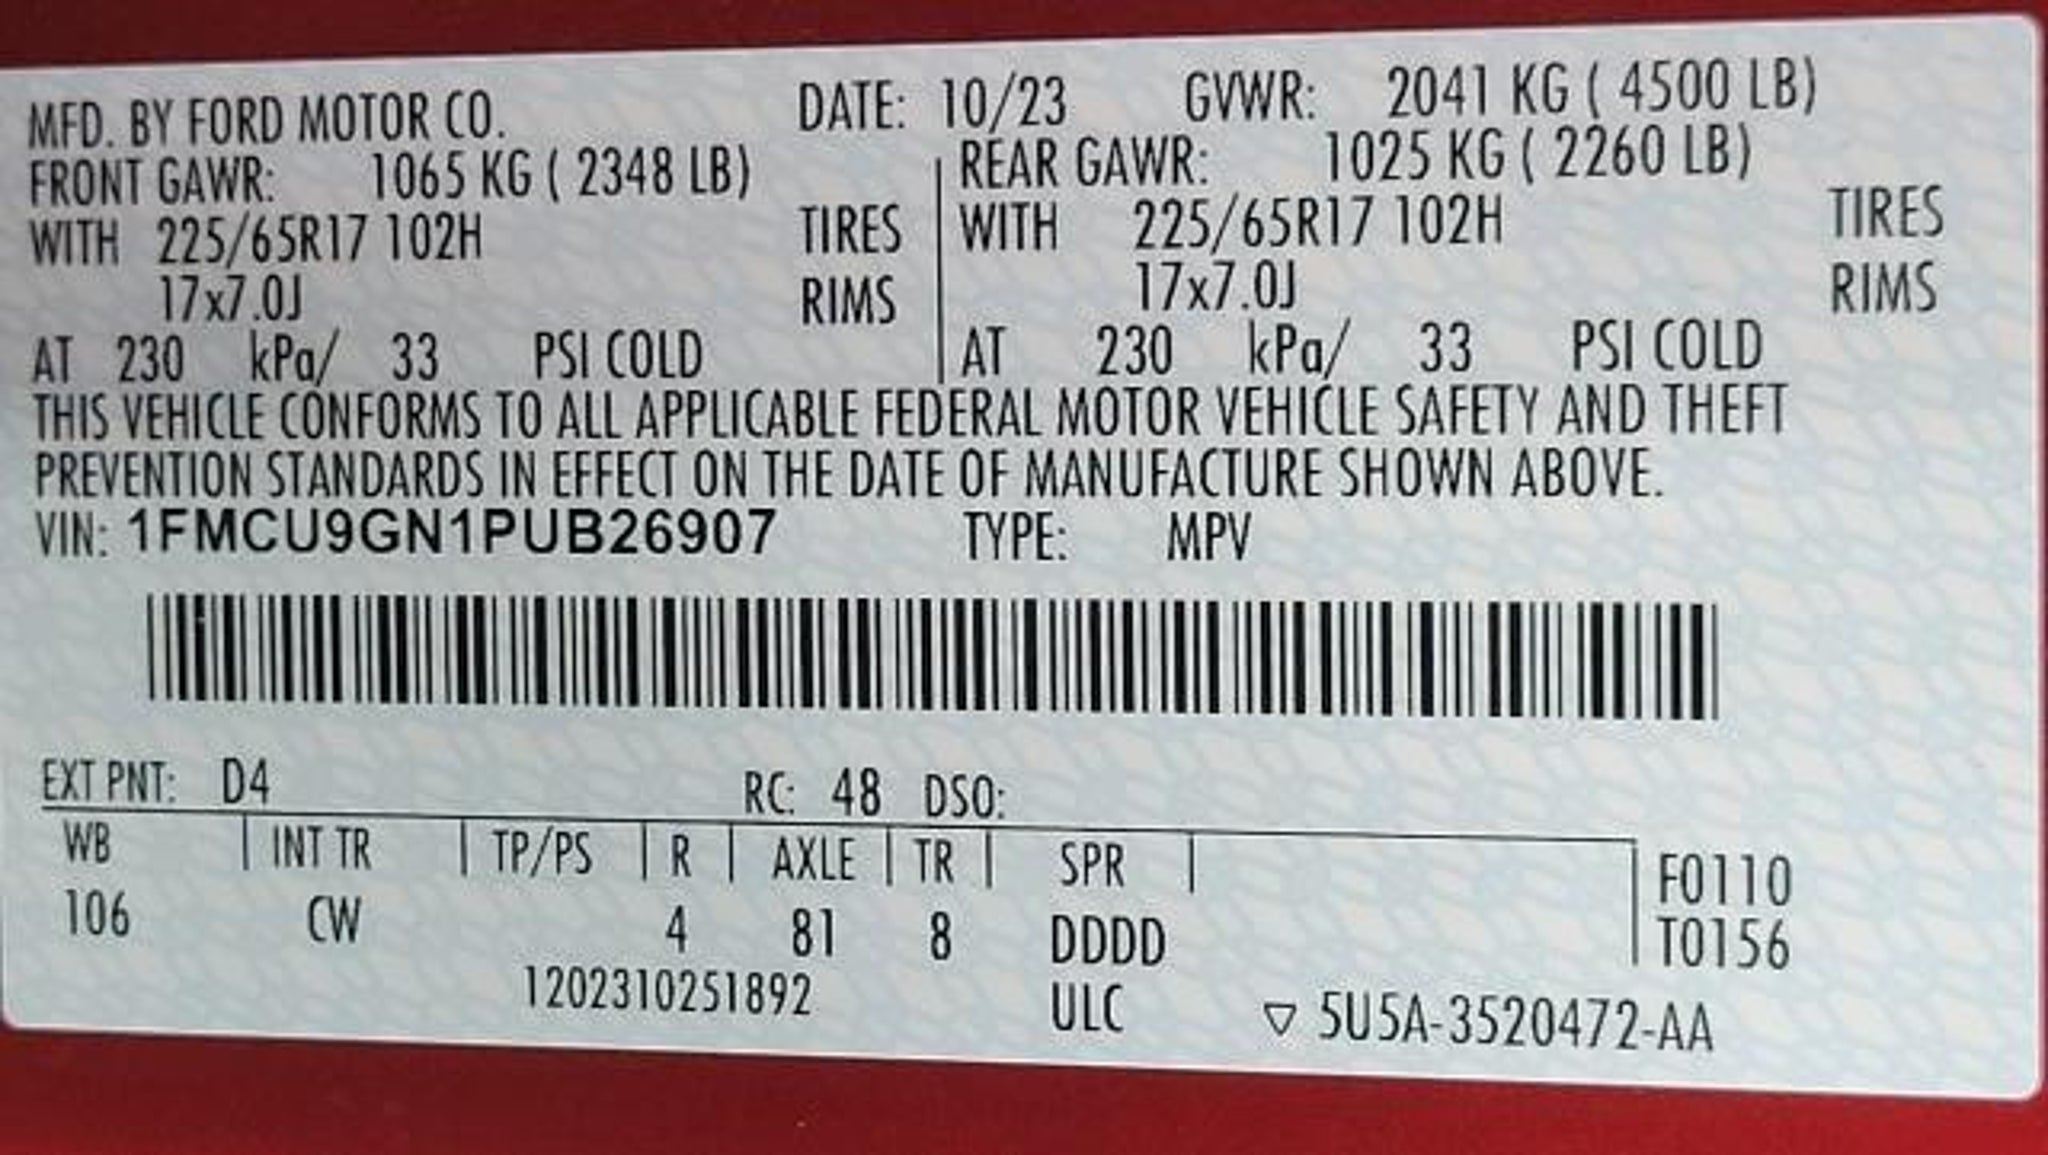 MFD. BY FORD MOTOR CO. DATE: 10/23 GVWR: 2041 KG ( 4500 LB)
FRONT GAWR: 1065 KG ( 2348 LB) REAR GAWR: 1025 KG ( 2260 LB)
WITH 225/65R17 102H TIRES WITH 225/65R17 102H TIRES
17x7.0J RIMS 17x7.0J RIMS
AT 230 kPa/ 33 PSI COLD AT 230 kPa/ 33 PSI COLD
THIS VEHICLE CONFORMS TO ALL APPLICABLE FEDERAL MOTOR VEHICLE SAFETY AND THEFT
PREVENTION STANDARDS IN EFFECT ON THE DATE OF MANUFACTURE SHOWN ABOVE.
VIN: 1FMCU9GN1PUB26907 TYPE: MPV
EXT PNT: D4 RC: 48 DSO:
WB INT TR TP/PS R AXLE TR SPR F0110
106 CW 4 81 8 DDDD T0156
1202310251892 ULC ▽ 5U5A-3520472-AA